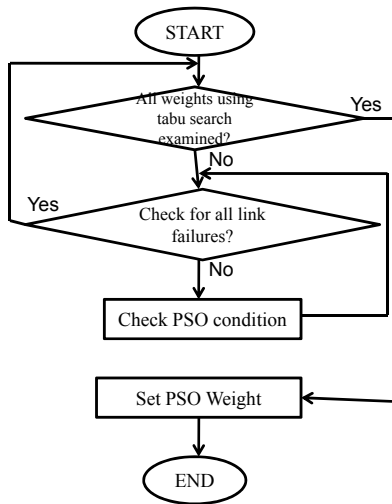 START
All weights using
tabu search
examined?
Yes
No
Yes
Check for all link
failures?
No
Check PSO condition
Set PSO Weight
END